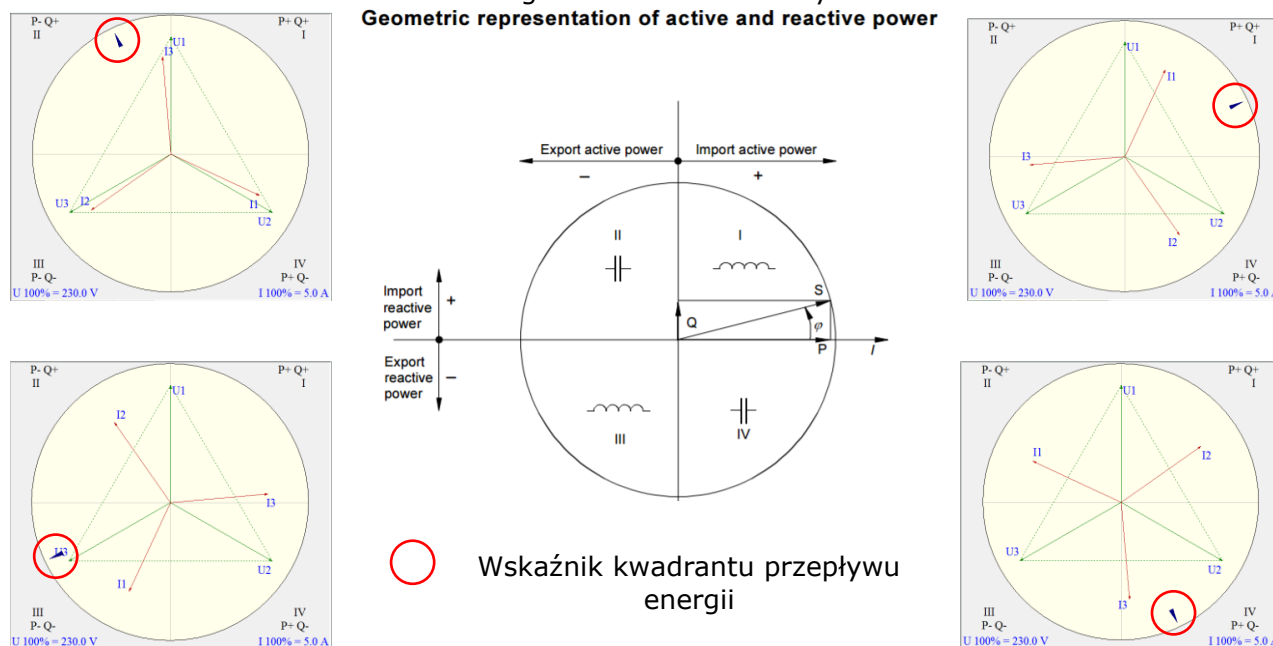 Geometric representation of active and reactive power
P- Q+
II
P+ Q+
I
U1
I3
U3
I2
I1
U2
III
P- Q-
IV
P+ Q-
U 100% = 230.0 V
I 100% = 5.0 A
P- Q+
II
P+ Q+
I
U1
I1
I3
U3
U2
I2
III
P- Q-
IV
P+ Q-
U 100% = 230.0 V
I 100% = 5.0 A
Export active power
Import active power
−
+
II
I
S
Import
reactive
power
+
Q
φ
P
I
Export
reactive
power
−
III
IV
P- Q+
II
P+ Q+
I
U1
I2
I3
U3
U2
I1
III
P- Q-
IV
P+ Q-
U 100% = 230.0 V
I 100% = 5.0 A
P- Q+
II
P+ Q+
I
U1
I1
I2
U3
U2
I3
III
P- Q-
IV
P+ Q-
U 100% = 230.0 V
I 100% = 5.0 A
Wskaźnik kwadrantu przepływu
energii